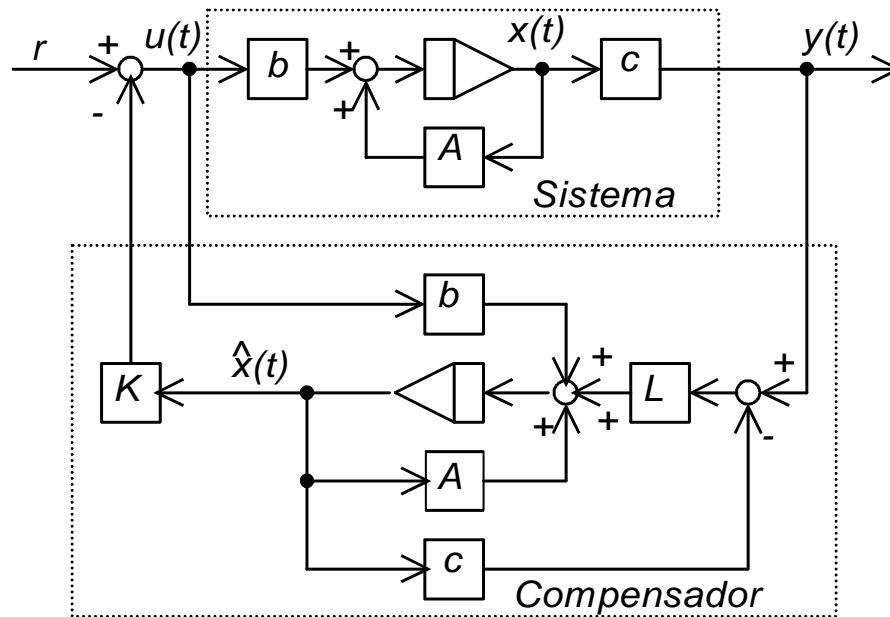 r
+
-
u(t)
b
+
+
x(t)
A
c
y(t)
Sistema
b
K
x̂(t)
+
+
+
L
+
-
A
c
Compensador